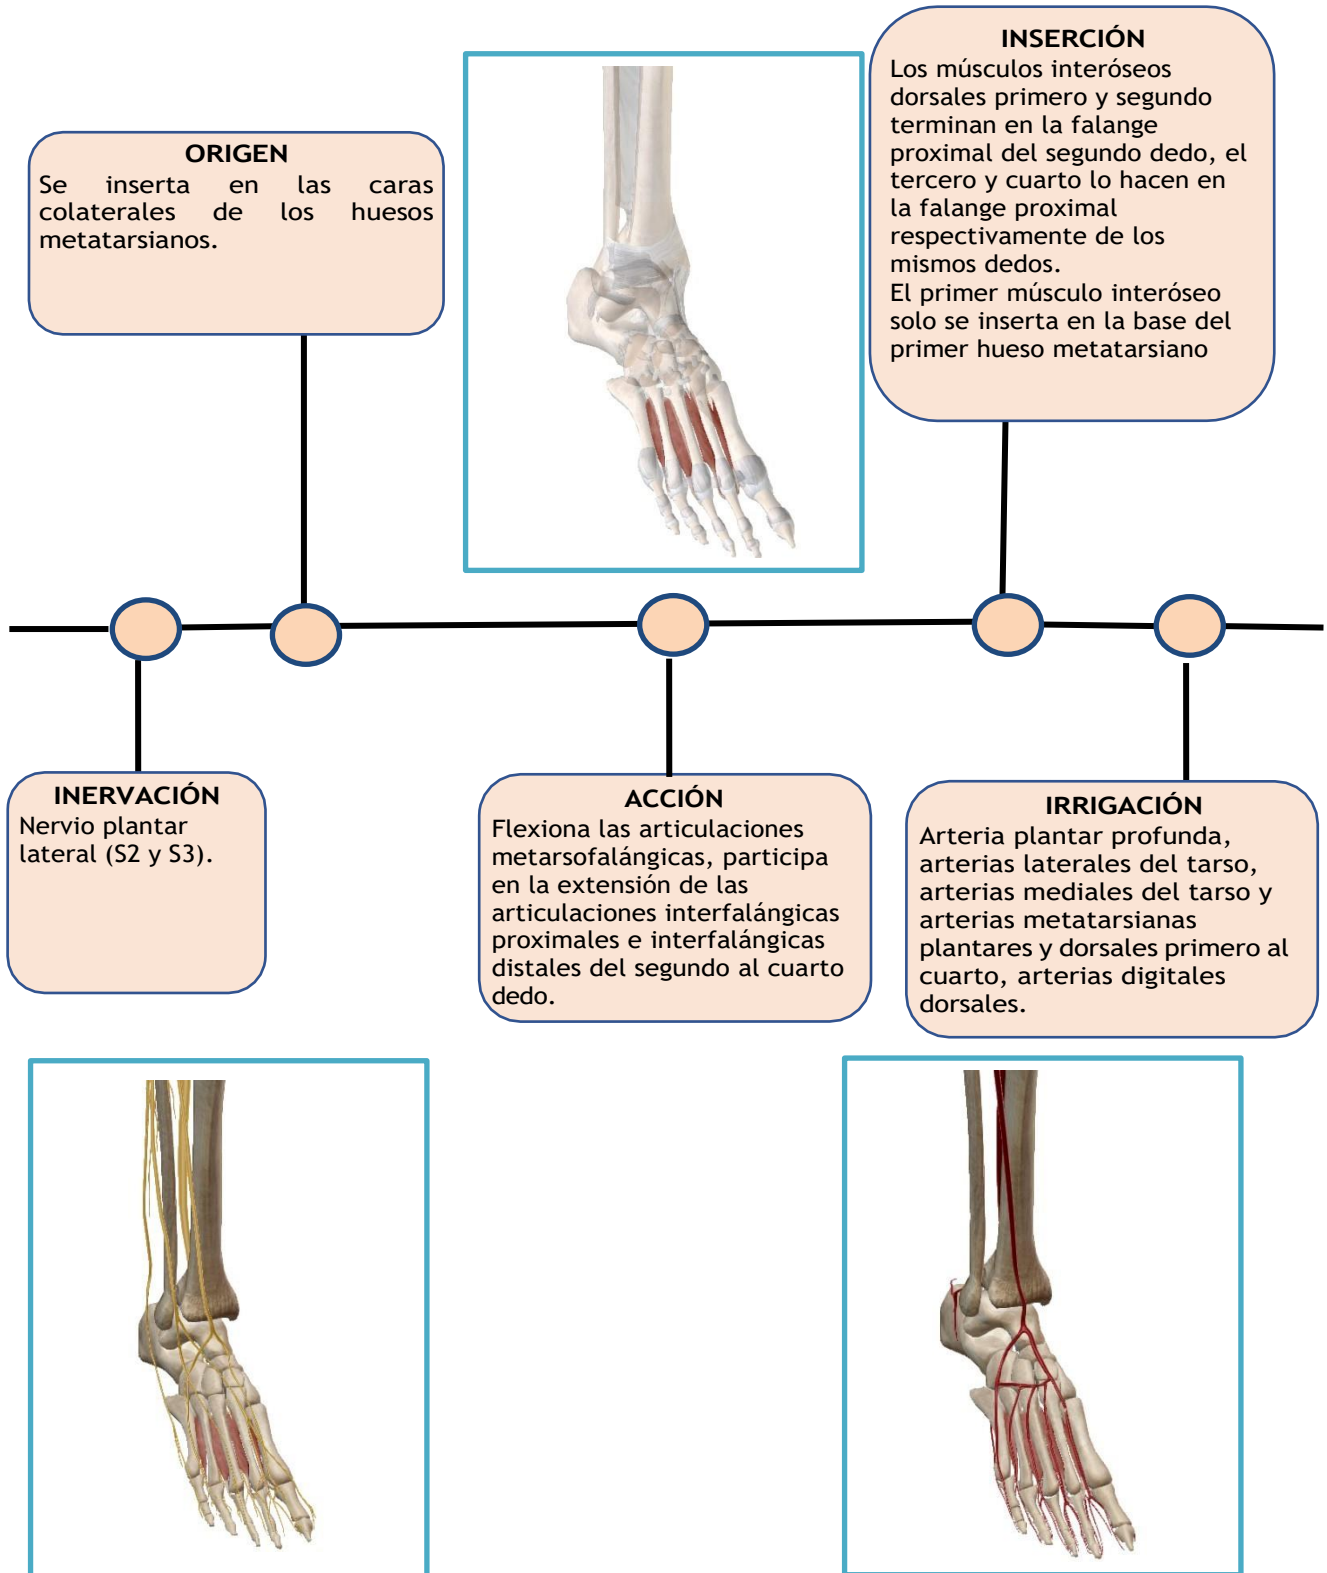 INSERCIÓN
Los músculos interóseos
dorsales primero y segundo
terminan en la falange
proximal del segundo dedo, el
tercero y cuarto lo hacen en
la falange proximal
respectivamente de los
mismos dedos.
El primer músculo interóseo
solo se inserta en la base del
primer hueso metatarsiano
ORIGEN
Se inserta en las caras
colaterales de los huesos
metatarsianos.
INERVACIÓN
Nervio plantar
lateral (S2 y S3).
ACCIÓN
Flexiona las articulaciones
metarsofalángicas, participa
en la extensión de las
articulaciones interfalángicas
proximales e interfalángicas
distales del segundo al cuarto
dedo.
IRRIGACIÓN
Arteria plantar profunda,
arterias laterales del tarso,
arterias mediales del tarso y
arterias metatarsianas
plantares y dorsales primero al
cuarto, arterias digitales
dorsales.